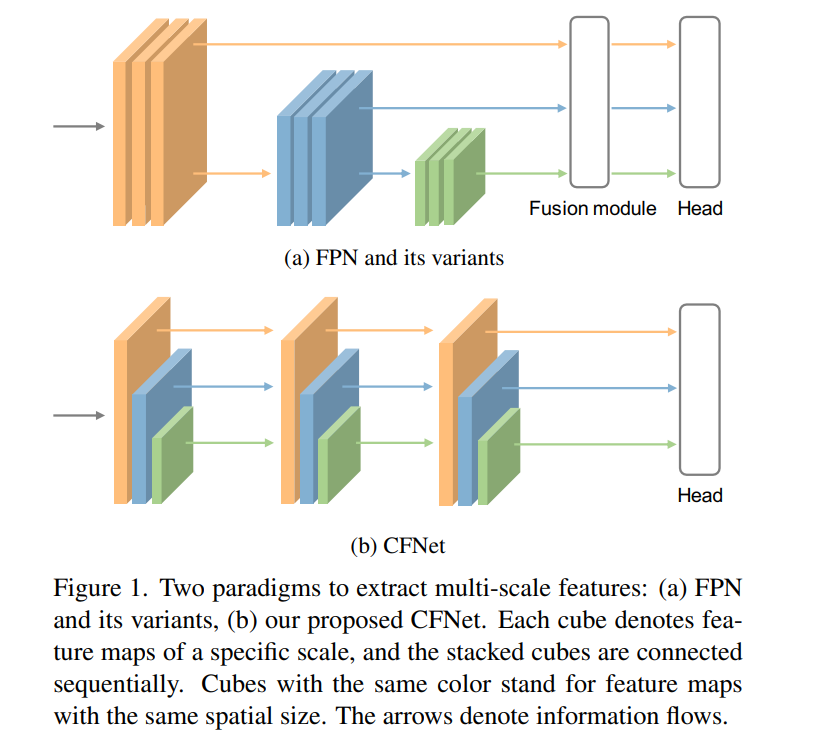 Fusion module
Head
(a) FPN and its variants
Head
(b) CFNet
Figure 1. Two paradigms to extract multi-scale features: (a) FPN
and its variants, (b) our proposed CFNet. Each cube denotes fea-
ture maps of a specific scale, and the stacked cubes are connected
sequentially. Cubes with the same color stand for feature maps
with the same spatial size. The arrows denote information flows.